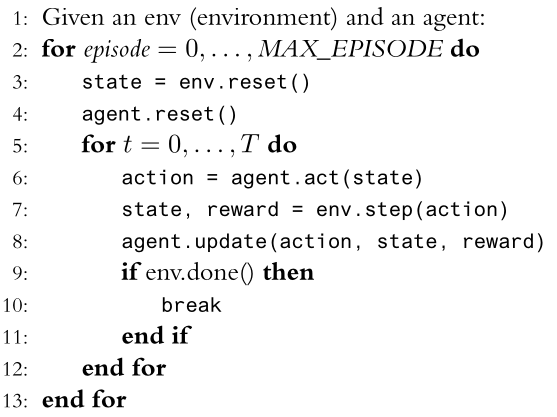 1: Given an env (environment) and an agent:
2: for episode = 0, . . . , MAX_EPISODE do
3: state = env.reset()
4: agent.reset()
5: for t = 0, . . . , T do
6: action = agent.act(state)
7: state, reward = env.step(action)
8: agent.update(action, state, reward)
9: if env.done() then
10: break
11: end if
12: end for
13: end for